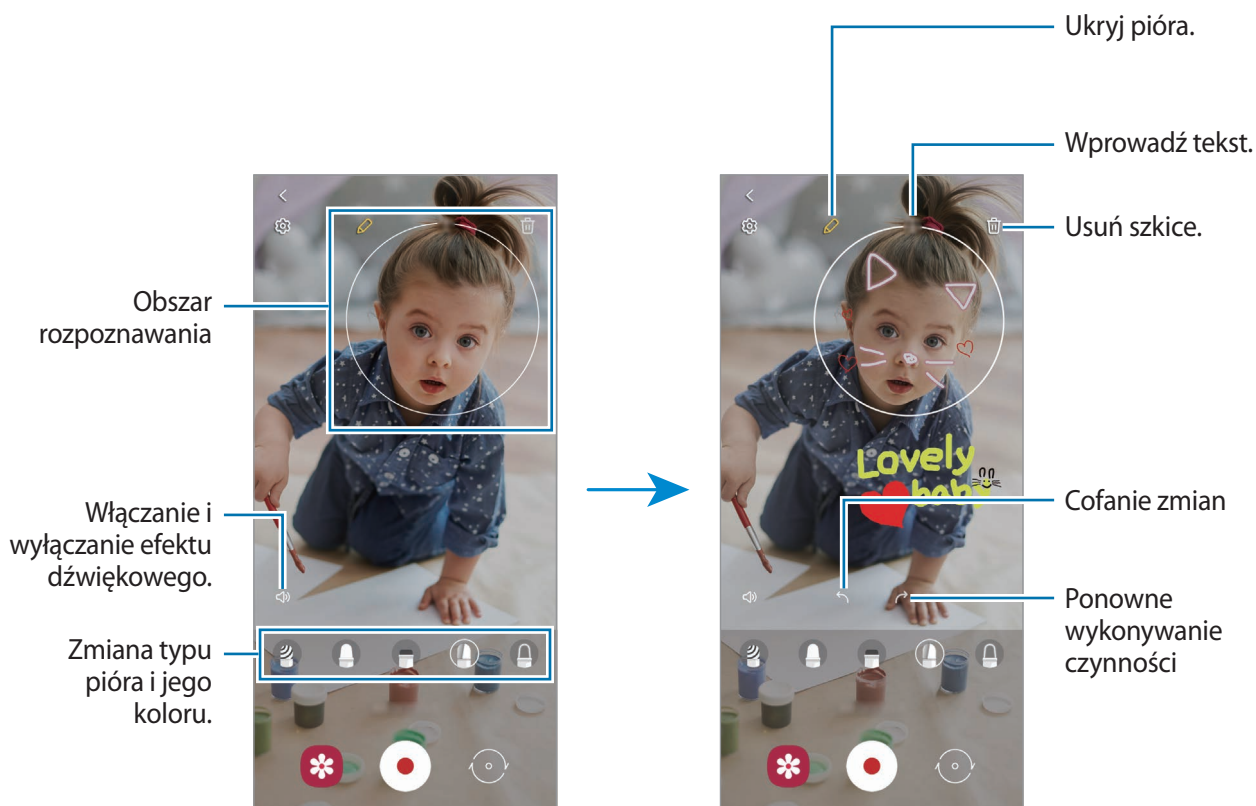 Ukryj pióra.
Wprowadź tekst.
Usuń szkice.
Obszar
rozpoznawania
Lovely
baby
Włączanie i
wyłączanie efektu
dźwiękowego.
Cofanie zmian
Ponowne
wykonywanie
czynności
Zmiana typu
pióra i jego
koloru.